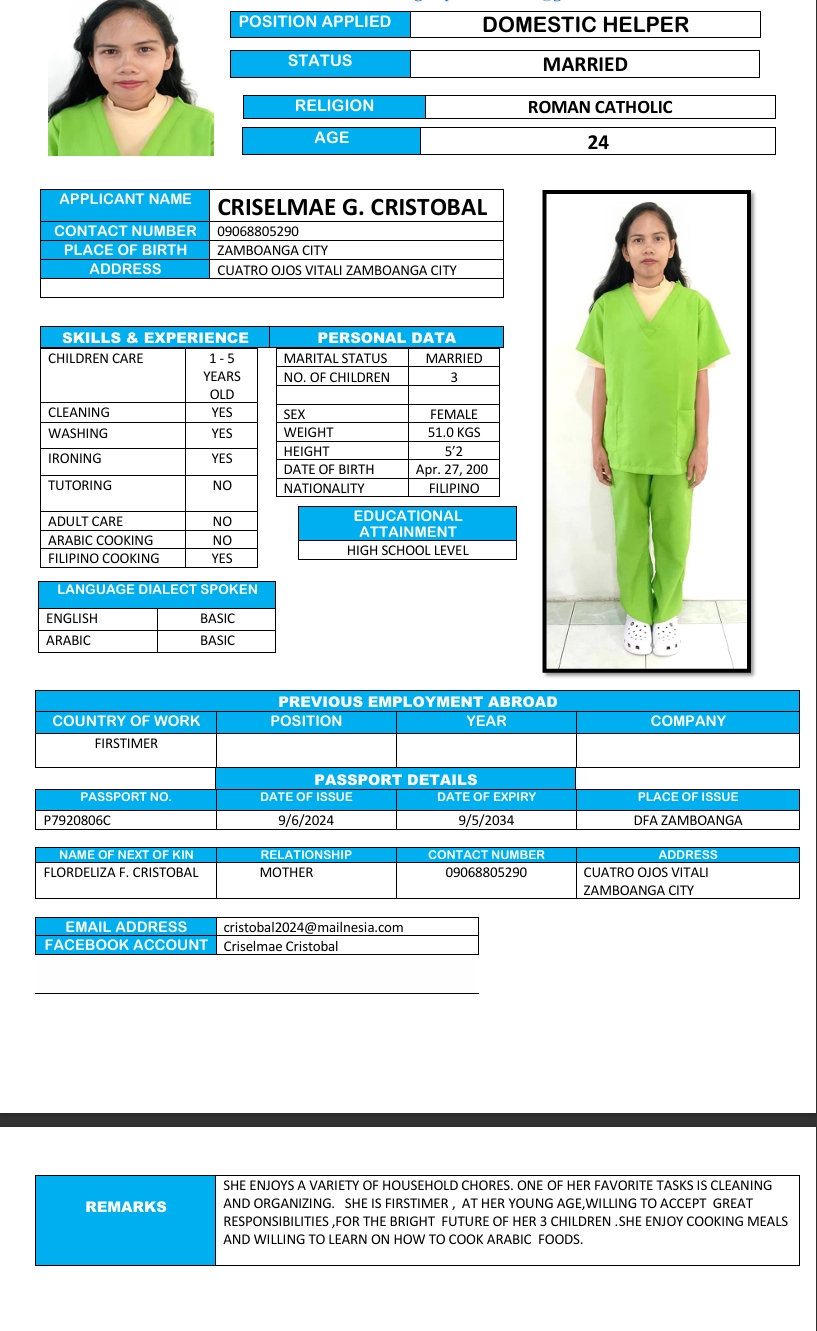 POSITION APPLIED DOMESTIC HELPER
STATUS MARRIED
RELIGION ROMAN CATHOLIC
AGE 24
APPLICANT NAME CRISELMAE G. CRISTOBAL
CONTACT NUMBER 09068805290
PLACE OF BIRTH ZAMBOANGA CITY
ADDRESS CUATRO OJOS VITALI ZAMBOANGA CITY
SKILLS & EXPERIENCE PERSONAL DATA
CHILDREN CARE 1 - 5
YEARS
OLD
CLEANING YES
WASHING YES
IRONING YES
TUTORING NO
ADULT CARE NO
ARABIC COOKING NO
FILIPINO COOKING YES
MARITAL STATUS MARRIED
NO. OF CHILDREN 3
SEX FEMALE
WEIGHT 51.0 KGS
HEIGHT 5’2
DATE OF BIRTH Apr. 27, 200
NATIONALITY FILIPINO
EDUCATIONAL
ATTAINMENT
HIGH SCHOOL LEVEL
LANGUAGE DIALECT SPOKEN
ENGLISH BASIC
ARABIC BASIC
PREVIOUS EMPLOYMENT ABROAD
COUNTRY OF WORK POSITION YEAR COMPANY
FIRSTIMER
PASSPORT DETAILS
PASSPORT NO. DATE OF ISSUE DATE OF EXPIRY PLACE OF ISSUE
P7920806C 9/6/2024 9/5/2034 DFA ZAMBOANGA
NAME OF NEXT OF KIN RELATIONSHIP CONTACT NUMBER ADDRESS
FLORDELIZA F. CRISTOBAL MOTHER 09068805290 CUATRO OJOS VITALI
ZAMBOANGA CITY
EMAIL ADDRESS cristobal2024@mailnesia.com
FACEBOOK ACCOUNT Criselmae Cristobal
REMARKS
SHE ENJOYS A VARIETY OF HOUSEHOLD CHORES. ONE OF HER FAVORITE TASKS IS CLEANING
AND ORGANIZING. SHE IS FIRSTIMER , AT HER YOUNG AGE,WILLING TO ACCEPT GREAT
RESPONSIBILITIES ,FOR THE BRIGHT FUTURE OF HER 3 CHILDREN .SHE ENJOY COOKING MEALS
AND WILLING TO LEARN ON HOW TO COOK ARABIC FOODS.